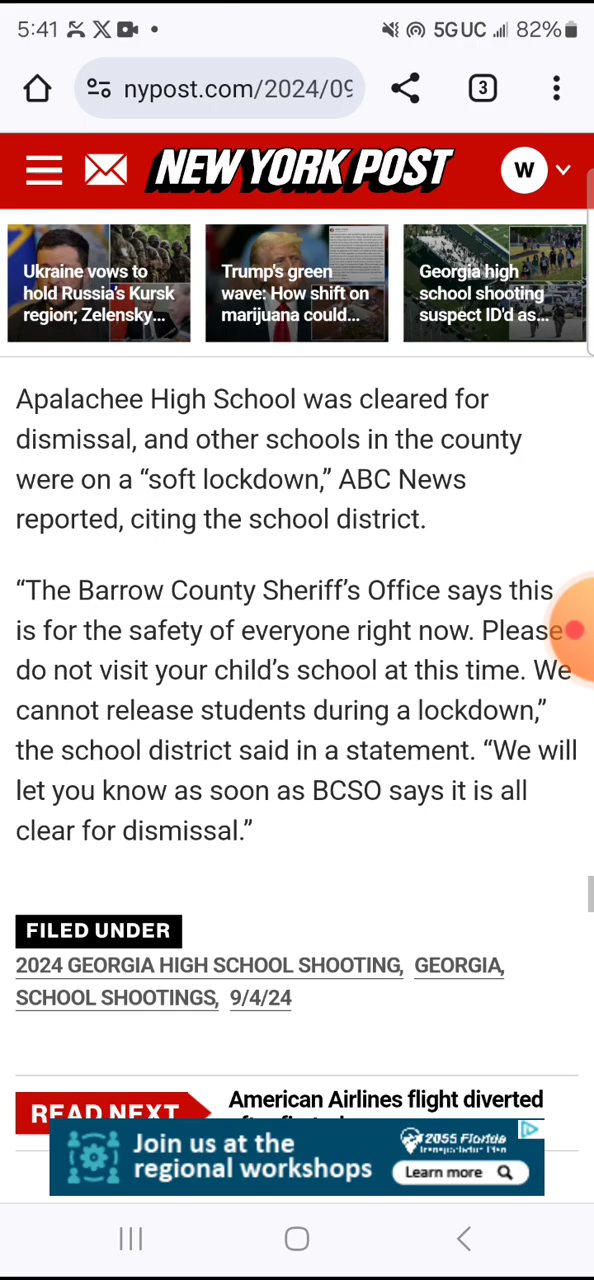 5:41
5G UC
82%
nypost.com/2024/09
3
NEW YORK POST
W
Ukraine vows to
hold Russia's Kursk
region; Zelensky...
Trump's green
wave: How shift on
marijuana could...
Georgia high
school shooting
suspect ID'd as...
Apalachee High School was cleared for
dismissal, and other schools in the county
were on a “soft lockdown,” ABC News
reported, citing the school district.
“The Barrow County Sheriff’s Office says this
is for the safety of everyone right now. Please
do not visit your child’s school at this time. We
cannot release students during a lockdown,”
the school district said in a statement. “We will
let you know as soon as BCSO says it is all
clear for dismissal.”
FILED UNDER
2024 GEORGIA HIGH SCHOOL SHOOTING, GEORGIA,
SCHOOL SHOOTINGS, 9/4/24
READ NEXT
American Airlines flight diverted
Join us at the
regional workshops
2055 Florida
Learn more